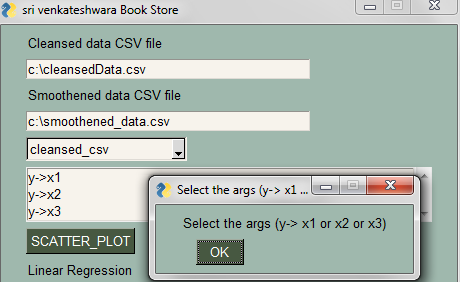 sri venkateshwara Book Store
Cleansed data CSV file
c:\cleansedData.csv
Smoothened data CSV file
c:\smoothened_data.csv
cleansed_csv
y->x1
y->x2
y->x3
SCATTER_PLOT
Linear Regression
Select the args (y-> x1 ...
Select the args (y-> x1 or x2 or x3)
OK